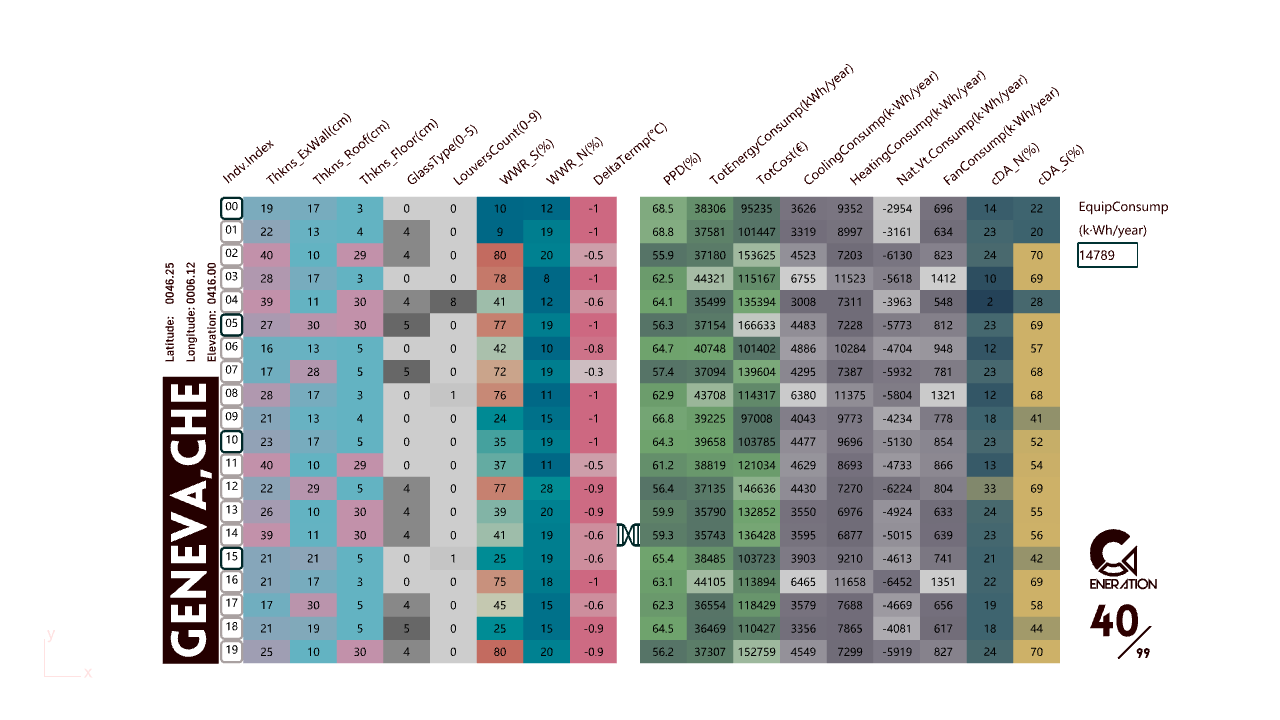 Indv.Index Thkns_ExWall(cm) Thkns_Roof(cm) Thkns_Floor(cm) GlassType(0-5) LouversCount(0-9) WWR_S(%) WWR_N(%) DeltaTermp(°C) PPD(%) TotEnergyConsump(kWh/year) TotCost(€) CoolingConsump(k·Wh/year) HeatingConsump(k·Wh/year) Nat.Vt.Consump(k·Wh/year) FanConsump(k·Wh/year) cDA_N(%) cDA_S(%)
00 19 17 3 0 0 10 12 -1 68.5 38306 95235 3626 9352 -2954 696 14 22
01 22 13 4 4 0 9 19 -1 68.8 37581 101447 3319 8997 -3161 634 23 20
02 40 10 29 4 0 80 20 -0.5 55.9 37180 153625 4523 7203 -6130 823 24 70
03 28 17 3 0 0 78 8 -1 62.5 44321 115167 6755 11523 -5618 1412 10 69
04 39 11 30 4 8 41 12 -0.6 64.1 35499 135394 3008 7311 -3963 548 2 28
05 27 30 30 5 0 77 19 -1 56.3 37154 166633 4483 7228 -5773 812 23 69
06 16 13 5 0 0 42 10 -0.8 64.7 40748 101402 4886 10284 -4704 948 12 57
07 17 28 5 5 0 72 19 -0.3 57.4 37094 139604 4295 7387 -5932 781 23 68
08 28 17 3 0 1 76 11 -1 62.9 43708 114317 6380 11375 -5804 1321 12 68
09 21 13 4 0 0 24 15 -1 66.8 39225 97008 4043 9773 -4234 778 18 41
10 23 17 5 0 0 35 19 -1 64.3 39658 103785 4477 9696 -5130 854 23 52
11 40 10 29 0 0 37 11 -0.5 61.2 38819 121034 4629 8693 -4733 866 13 54
12 22 29 5 4 0 77 28 -0.9 56.4 37135 146636 4430 7270 -6224 804 33 69
13 26 10 30 4 0 39 20 -0.9 59.9 35790 132852 3550 6976 -4924 633 24 55
14 39 11 30 4 0 41 19 -0.6 59.3 35743 136428 3595 6877 -5015 639 23 56
15 21 21 5 0 1 25 19 -0.6 65.4 38485 103723 3903 9210 -4613 741 21 42
16 21 17 3 0 0 75 18 -1 63.1 44105 113894 6465 11658 -6452 1351 22 69
17 17 30 5 4 0 45 15 -0.6 62.3 36554 118429 3579 7688 -4669 656 19 58
18 21 19 5 5 0 25 15 -0.9 64.5 36469 110427 3356 7865 -4081 617 18 44
19 25 10 30 4 0 80 20 -0.9 56.2 37307 152759 4549 7299 -5919 827 24 70
Latitude: 0046.25
Longitude: 0006.12
Elevation: 0416.00
GENEVA,CHE
EquipConsump
(k·Wh/year)
14789
ENERATION
40/99
y
x